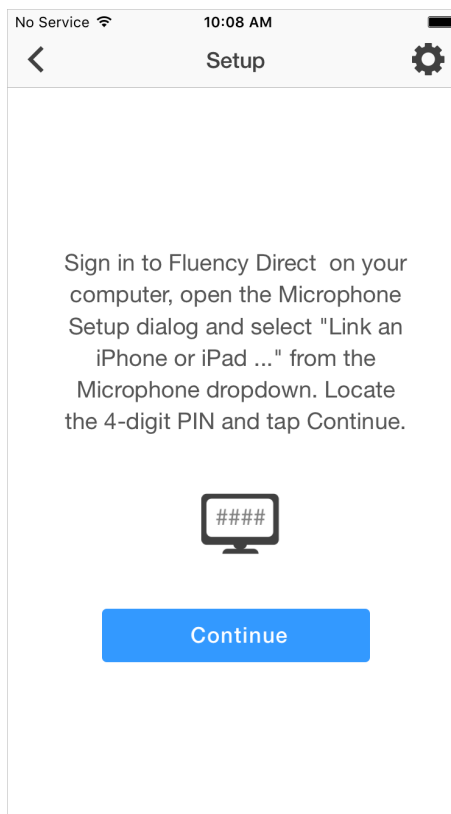 No Service 10:08 AM
Setup
Sign in to Fluency Direct  on your
computer, open the Microphone
Setup dialog and select "Link an
iPhone or iPad ..." from the
Microphone dropdown. Locate
the 4-digit PIN and tap Continue.
####
Continue